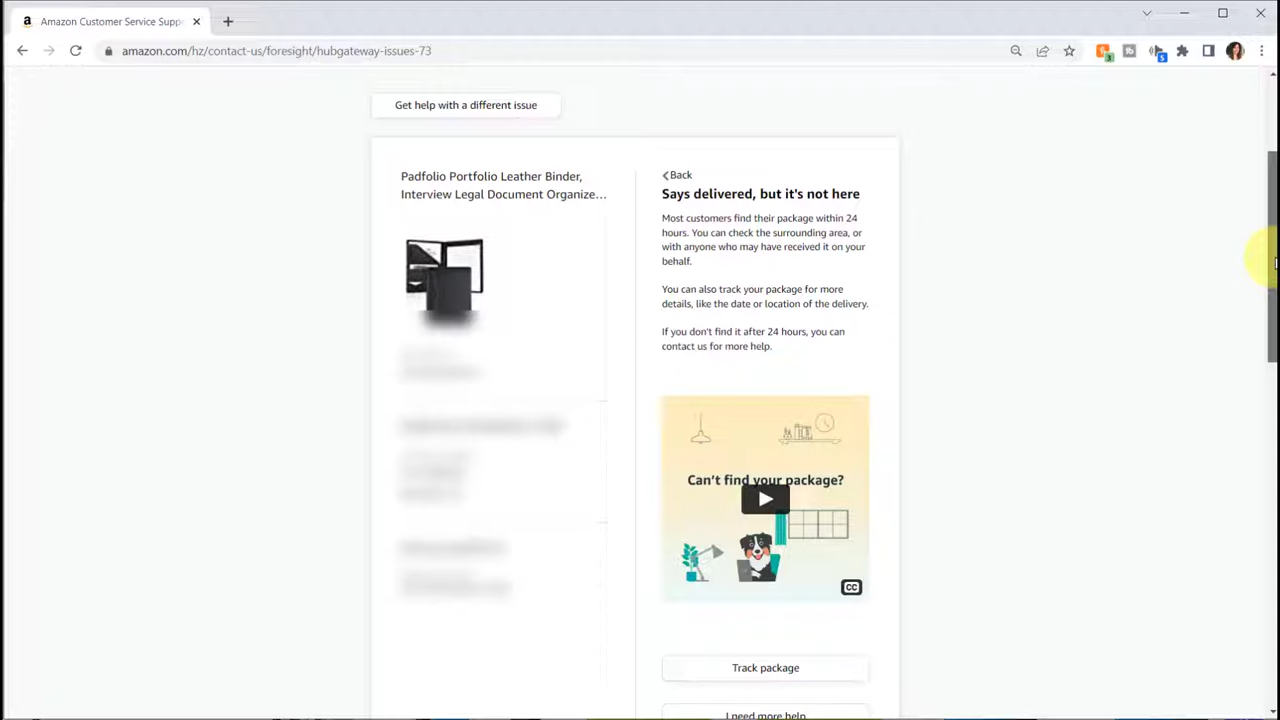 Amazon Customer Service Supp
amazon.com/hz/contact-us/foresight/hubgateway-issues-73
3
5
Get help with a different issue
Padfolio Portfolio Leather Binder,
Interview Legal Document Organize...
Back
Says delivered, but it's not here
Most customers find their package within 24
hours. You can check the surrounding area, or
with anyone who may have received it on your
behalf.
You can also track your package for more
details, like the date or location of the delivery.
If you don't find it after 24 hours, you can
contact us for more help.
Can't find your package?
CC
Track package
I need more help